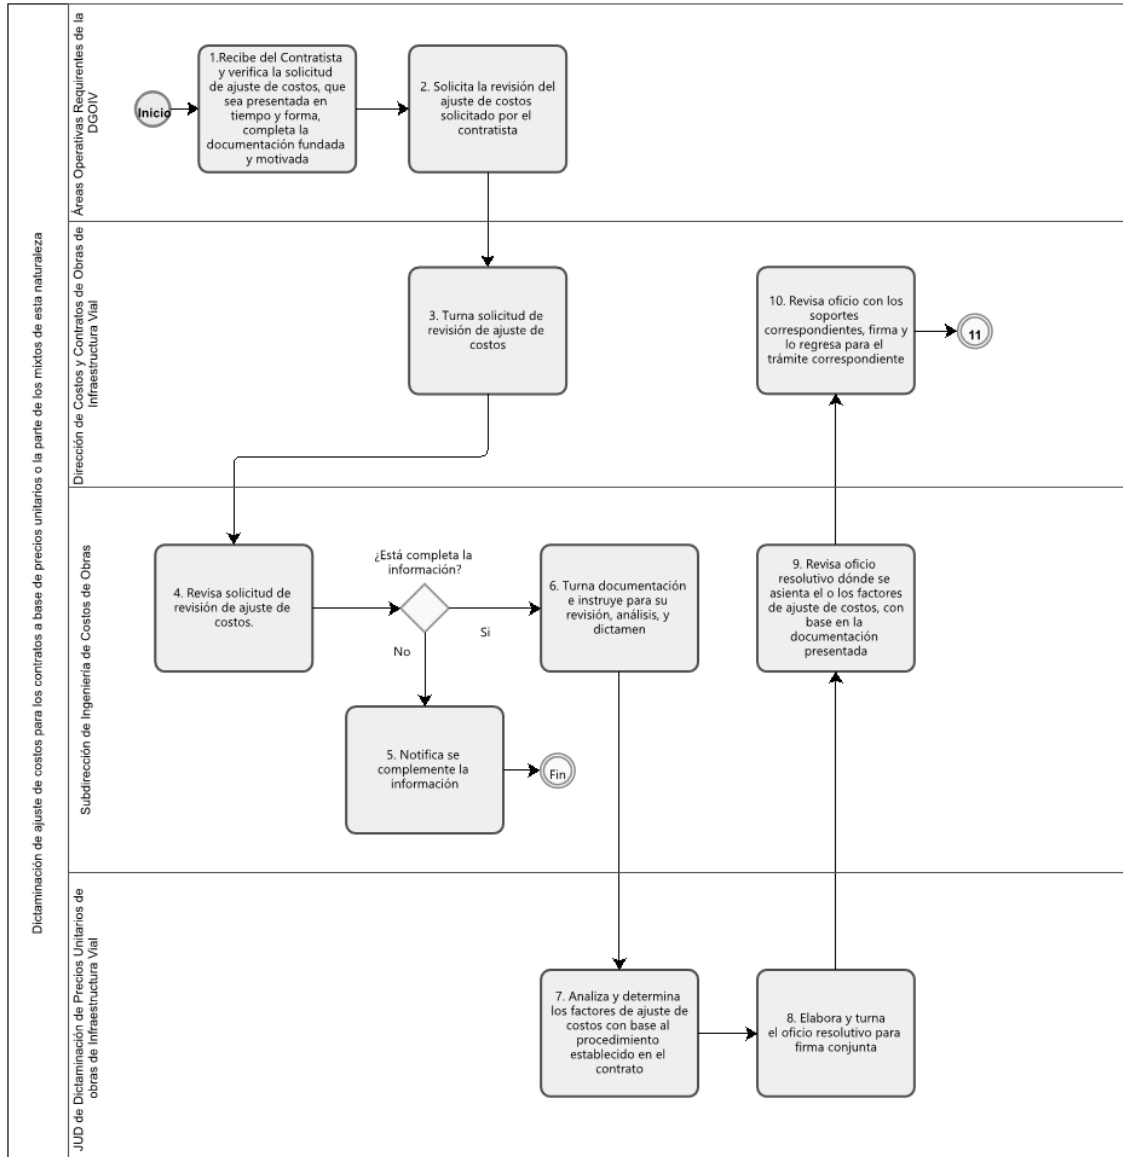 Dictaminación de ajuste de costos para los contratos a base de precios unitarios o la parte de los mixtos de esta naturaleza
Áreas Operativas Requirentes de la
DGOIV
Inicio
1.Recibe del Contratista
y verifica la solicitud
de ajuste de costos, que
sea presentada en
tiempo y forma,
completa la
documentación fundada
y motivada
2. Solicita la revisión del
ajuste de costos
solicitado por el
contratista
Dirección de Costos y Contratos de Obras de
Infraestructura Vial
3. Turna solicitud de
revisión de ajuste de
costos
10. Revisa oficio con los
soportes
correspondientes, firma y
lo regresa para el
trámite correspondiente
11
Subdirección de Ingeniería de Costos de Obras
4. Revisa solicitud de
revisión de ajuste de
costos.
¿Está completa la
información?
Si
No
5. Notifica se
complemente la
información
Fin
6. Turna documentación
e instruye para su
revisión, análisis, y
dictamen
9. Revisa oficio
resolutivo dónde se
asienta el o los factores
de ajuste de costos, con
base en la
documentación
presentada
JUD de Dictaminación de Precios Unitarios de
obras de Infraestructura Vial
7. Analiza y determina
los factores de ajuste de
costos con base al
procedimiento
establecido en el
contrato
8. Elabora y turna
el oficio resolutivo para
firma conjunta